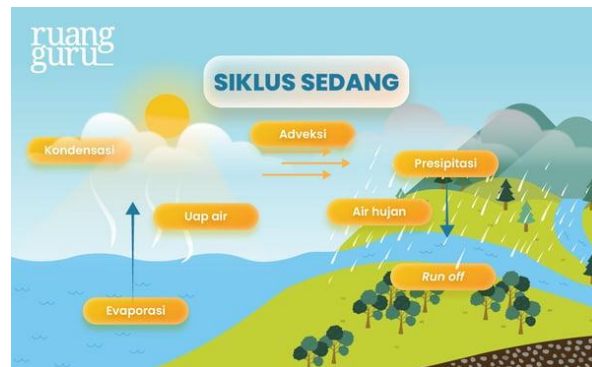 ruang
guru
SIKLUS SEDANG
Adveksi
Kondensasi
Presipitasi
Uap air
Air hujan
Run off
Evaporasi